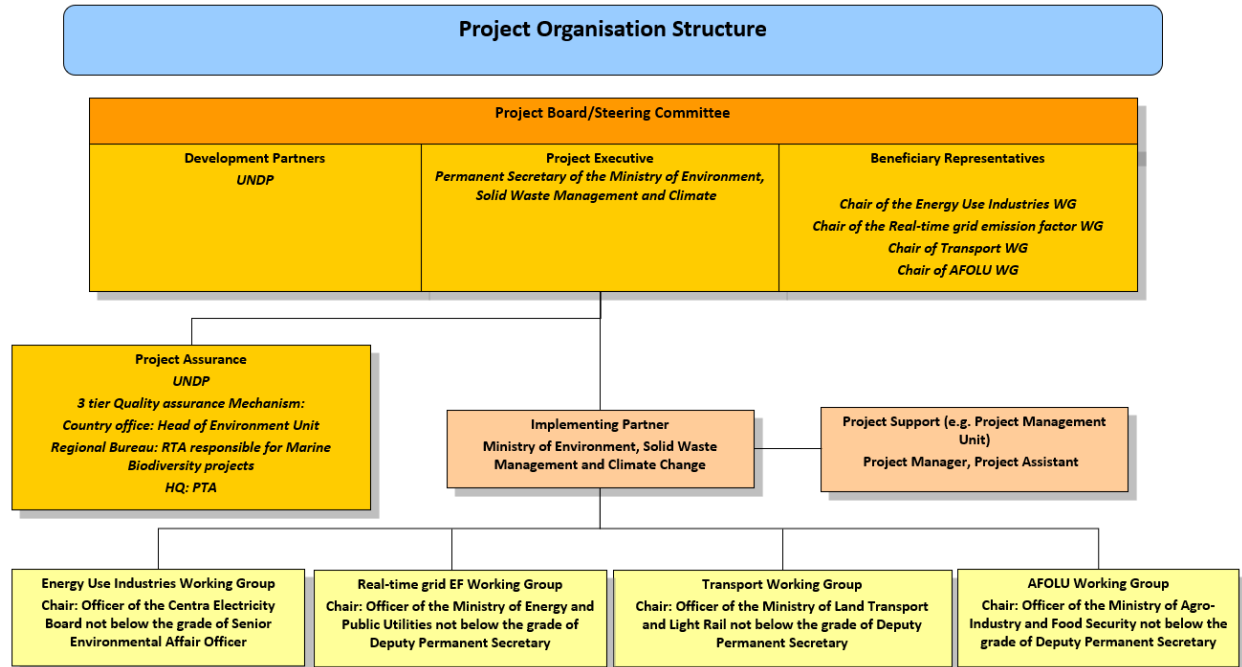 Project Organisation Structure
Project Board/Steering Committee
Development Partners
UNDP
Project Executive
Permanent Secretary of the Ministry of Environment,
Solid Waste Management and Climate
Beneficiary Representatives
Chair of the Energy Use Industries WG
Chair of the Real-time grid emission factor WG
Chair of Transport WG
Chair of AFOLU WG
Project Assurance
UNDP
3 tier Quality assurance Mechanism:
Country office: Head of Environment Unit
Regional Bureau: RTA responsible for Marine
Biodiversity projects
HQ: PTA
Implementing Partner
Ministry of Environment, Solid Waste
Management and Climate Change
Project Support (e.g. Project Management
Unit)
Project Manager, Project Assistant
Energy Use Industries Working Group
Chair: Officer of the Centra Electricity
Board not below the grade of Senior
Environmental Affair Officer
Real-time grid EF Working Group
Chair: Officer of the Ministry of Energy and
Public Utilities not below the grade of
Deputy Permanent Secretary
Transport Working Group
Chair: Officer of the Ministry of Land Transport
and Light Rail not below the grade of Deputy
Permanent Secretary
AFOLU Working Group
Chair: Officer of the Ministry of Agro-
Industry and Food Security not below the
grade of Deputy Permanent Secretary